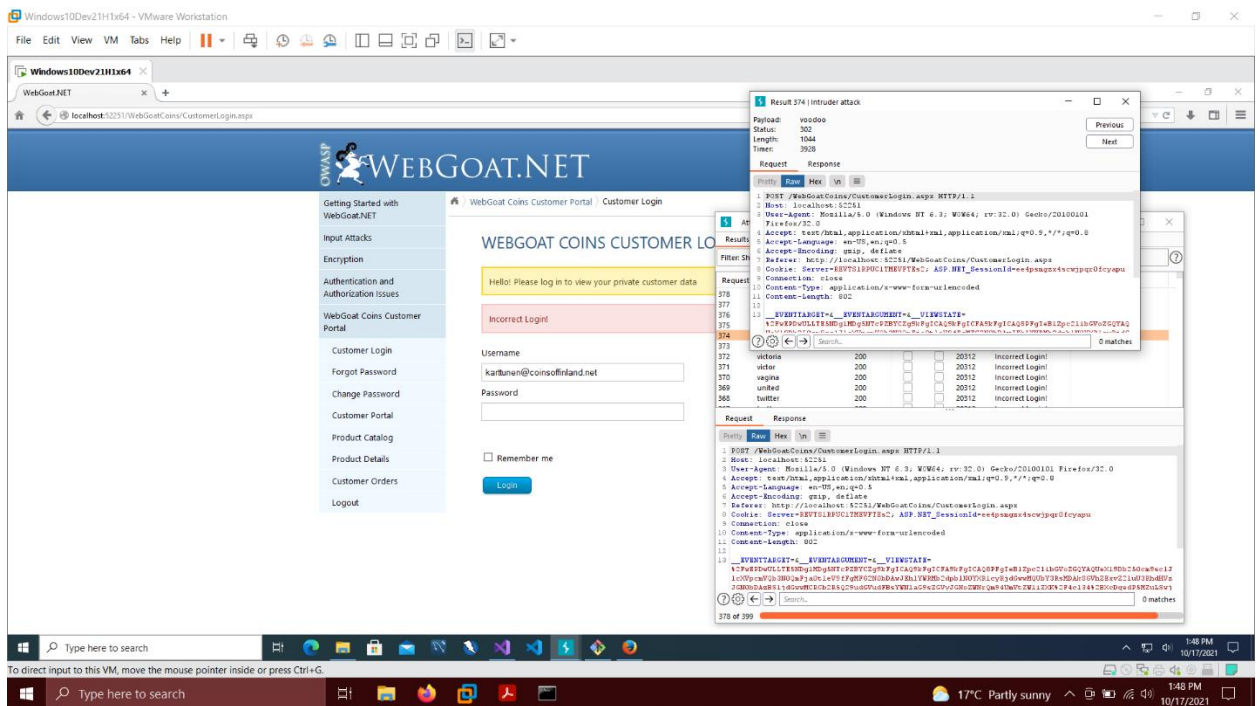 Windows10Dev21H1x64 - VMware Workstation
File Edit View VM Tabs Help
Windows10Dev21H1x64
WebGoat.NET
localhost:52251/WebGoatCoins/CustomerLogin.aspx
OWASP WEBGOAT.NET
Getting Started with WebGoat.NET
Input Attacks
Encryption
Authentication and Authorization Issues
WebGoat Coins Customer Portal
Customer Login
Forgot Password
Change Password
Customer Portal
Product Catalog
Product Details
Customer Orders
Logout
WebGoat Coins Customer Portal Customer Login
WEBGOAT COINS CUSTOMER LO
Hello! Please log in to view your private customer data
Incorrect Login!
Username
karttunen@coinsoffinland.net
Password
Remember me
Login
Result 374 | Intruder attack
Payload: voodoo
Status: 302
Length: 1044
Timer: 3928
Previous
Next
Request Response
Pretty Raw Hex \n
1 POST /WebGoatCoins/CustomerLogin.aspx HTTP/1.1
2 Host: localhost:52251
3 User-Agent: Mozilla/5.0 (Windows NT 6.3; WOW64; rv:32.0) Gecko/20100101
Firefox/32.0
4 Accept: text/html,application/xhtml+xml,application/xml;q=0.9,*/*;q=0.8
5 Accept-Language: en-US,en;q=0.5
6 Accept-Encoding: gzip, deflate
7 Referer: http://localhost:52251/WebGoatCoins/CustomerLogin.aspx
9 Connection: close
10 Content-Type: application/x-www-form-urlencoded
11 Content-Length: 802
12
13 __EVENTTARGET=&__EVENTARGUMENT=&__VIEWSTATE=
Search...
0 matches
At
Results
Filter: Sh
Request
378
377
376
375
374
373
372 victoria 200 20312 Incorrect Login!
371 victor 200 20312 Incorrect Login!
370 vagina 200 20312 Incorrect Login!
369 united 200 20312 Incorrect Login!
368 twitter 200 20312 Incorrect Login!
Request Response
Pretty Raw Hex \n
1 POST /WebGoatCoins/CustomerLogin.aspx HTTP/1.1
2 Host: localhost:52251
3 User-Agent: Mozilla/5.0 (Windows NT 6.3; WOW64; rv:32.0) Gecko/20100101 Firefox/32.0
4 Accept: text/html,application/xhtml+xml,application/xml;q=0.9,*/*;q=0.8
5 Accept-Language: en-US,en;q=0.5
6 Accept-Encoding: gzip, deflate
7 Referer: http://localhost:52251/WebGoatCoins/CustomerLogin.aspx
9 Connection: close
10 Content-Type: application/x-www-form-urlencoded
11 Content-Length: 802
12
13 __EVENTTARGET=&__EVENTARGUMENT=&__VIEWSTATE=
Search...
0 matches
378 of 399
Type here to search
1:48 PM
10/17/2021
To direct input to this VM, move the mouse pointer inside or press Ctrl+G.
Type here to search
17°C Partly sunny
1:48 PM
10/17/2021